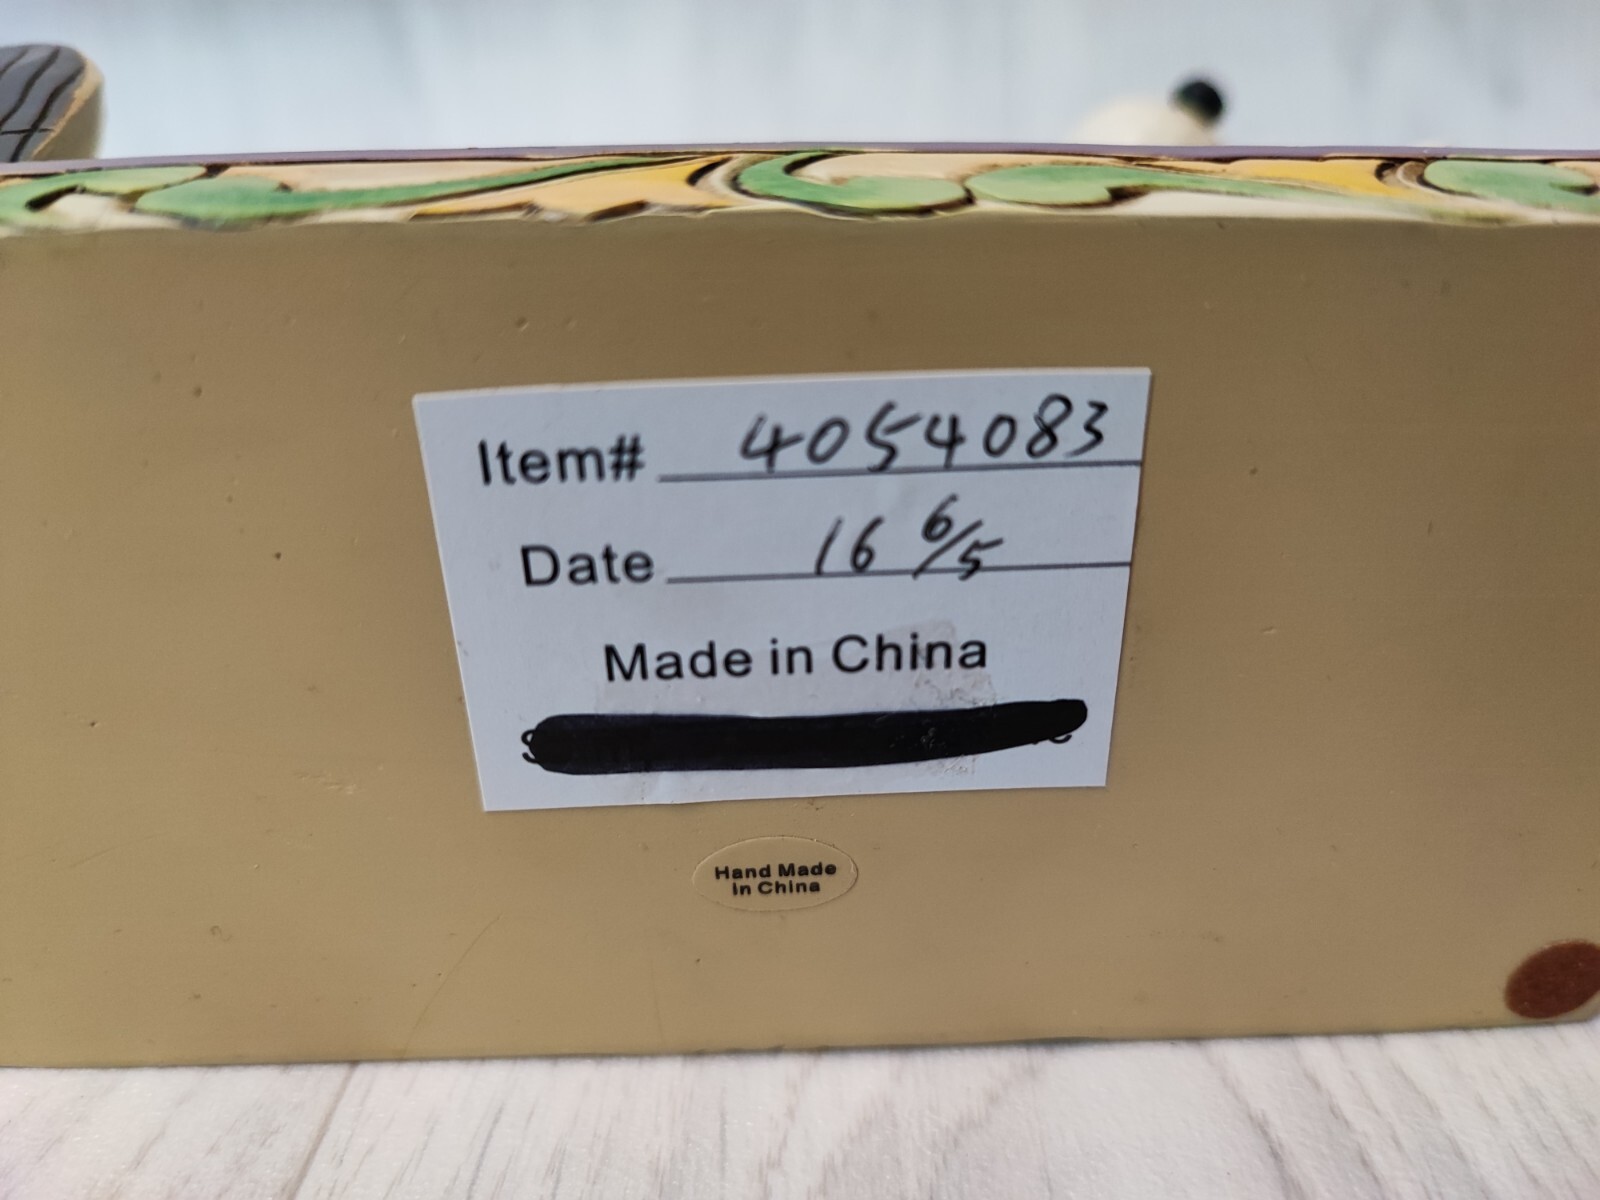 Item# 4054083
Date 16 6/5
Made in China
Hand Made
in China